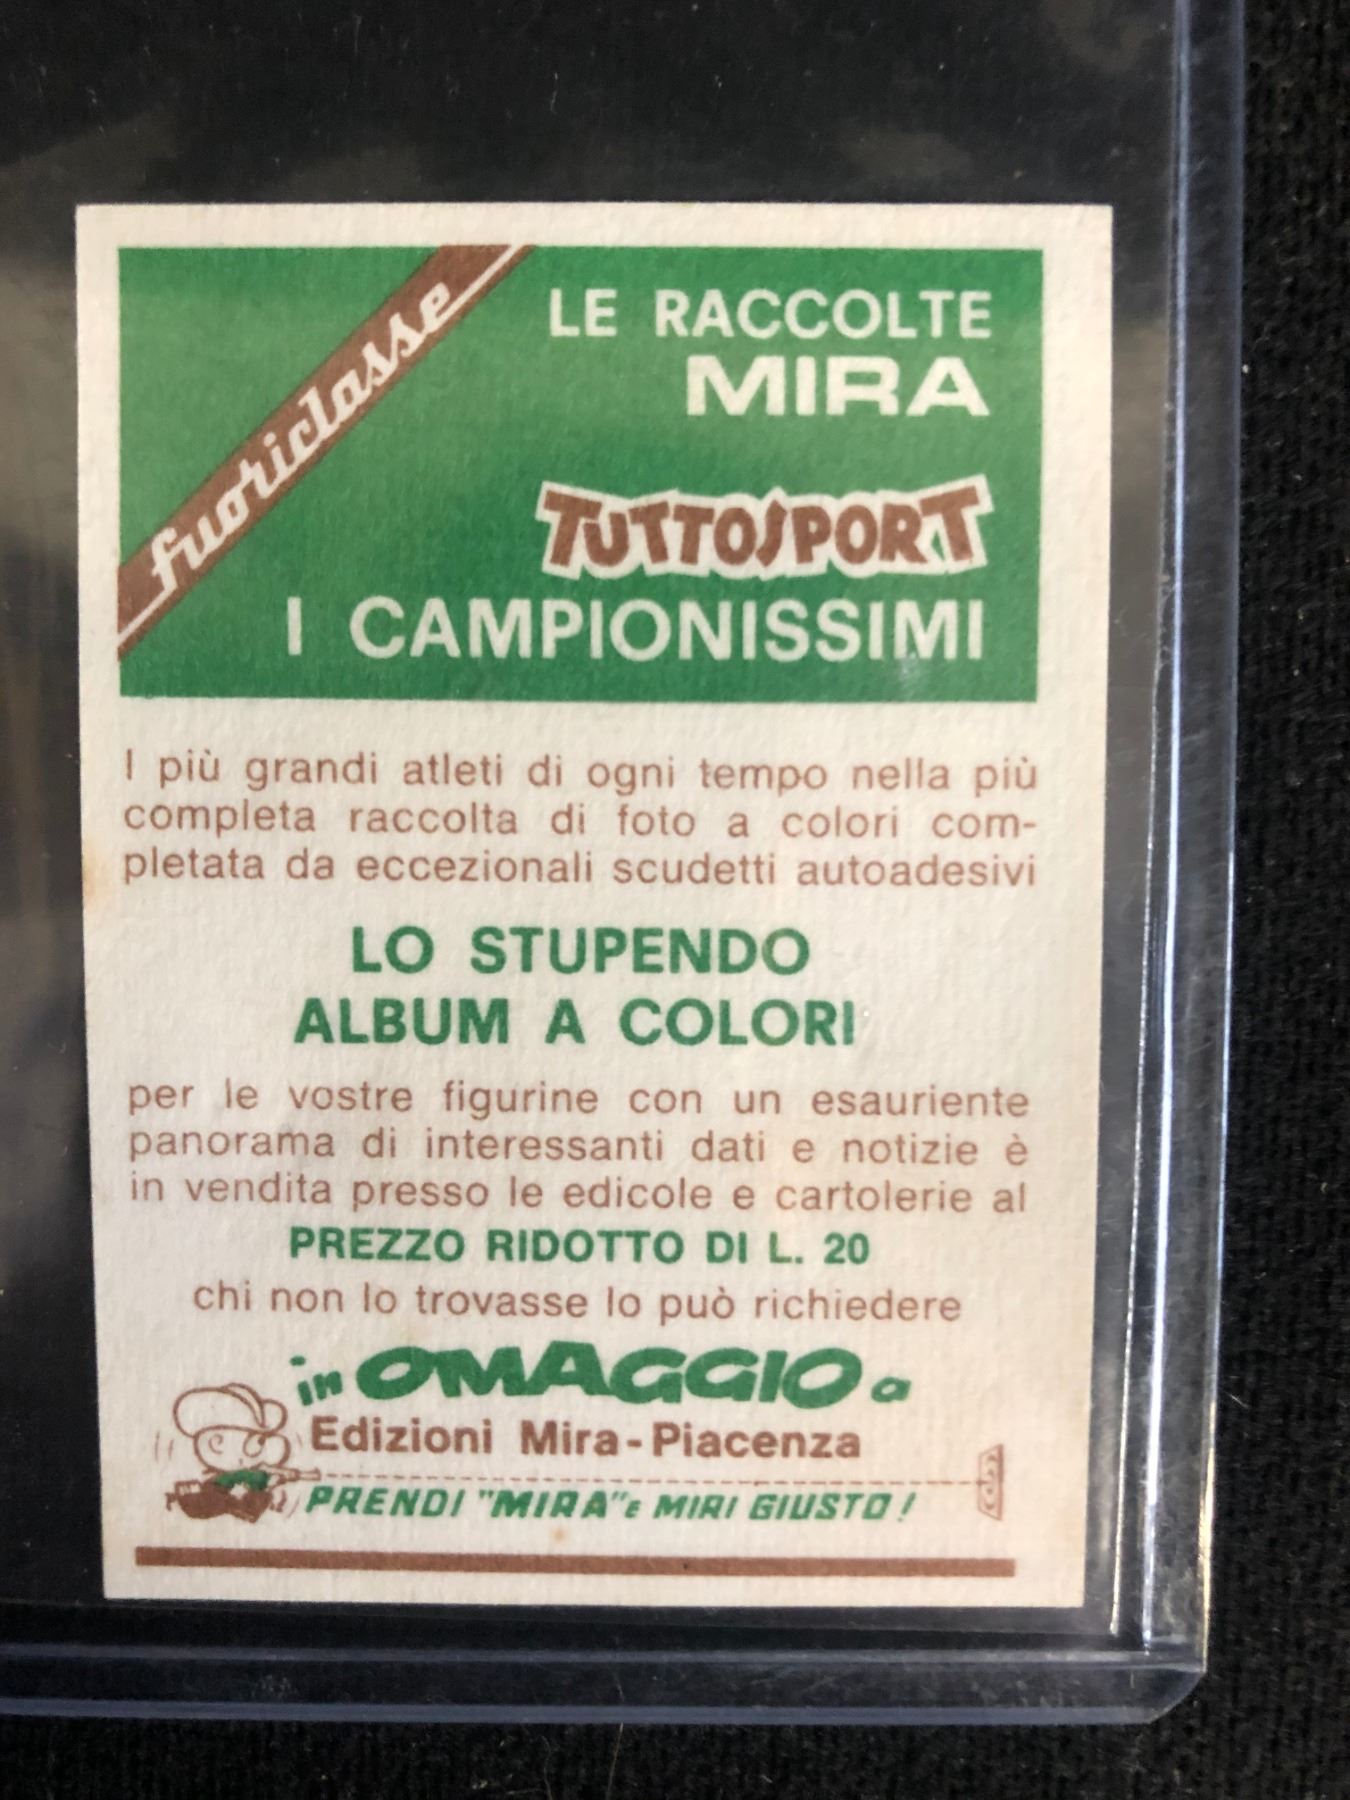 fuoriclasse
LE RACCOLTE
MIRA
TUTTOSPORT
I CAMPIONISSIMI
I più grandi atleti di ogni tempo nella più
completa raccolta di foto a colori com-
pletata da eccezionali scudetti autoadesivi
LO STUPENDO
ALBUM A COLORI
per le vostre figurine con un esauriente
panorama di interessanti dati e notizie è
in vendita presso le edicole e cartolerie al
PREZZO RIDOTTO DI L. 20
chi non lo trovasse lo può richiedere
in OMAGGIO a
Edizioni Mira-Piacenza
PRENDI "MIRA" E MIRI GIUSTO!